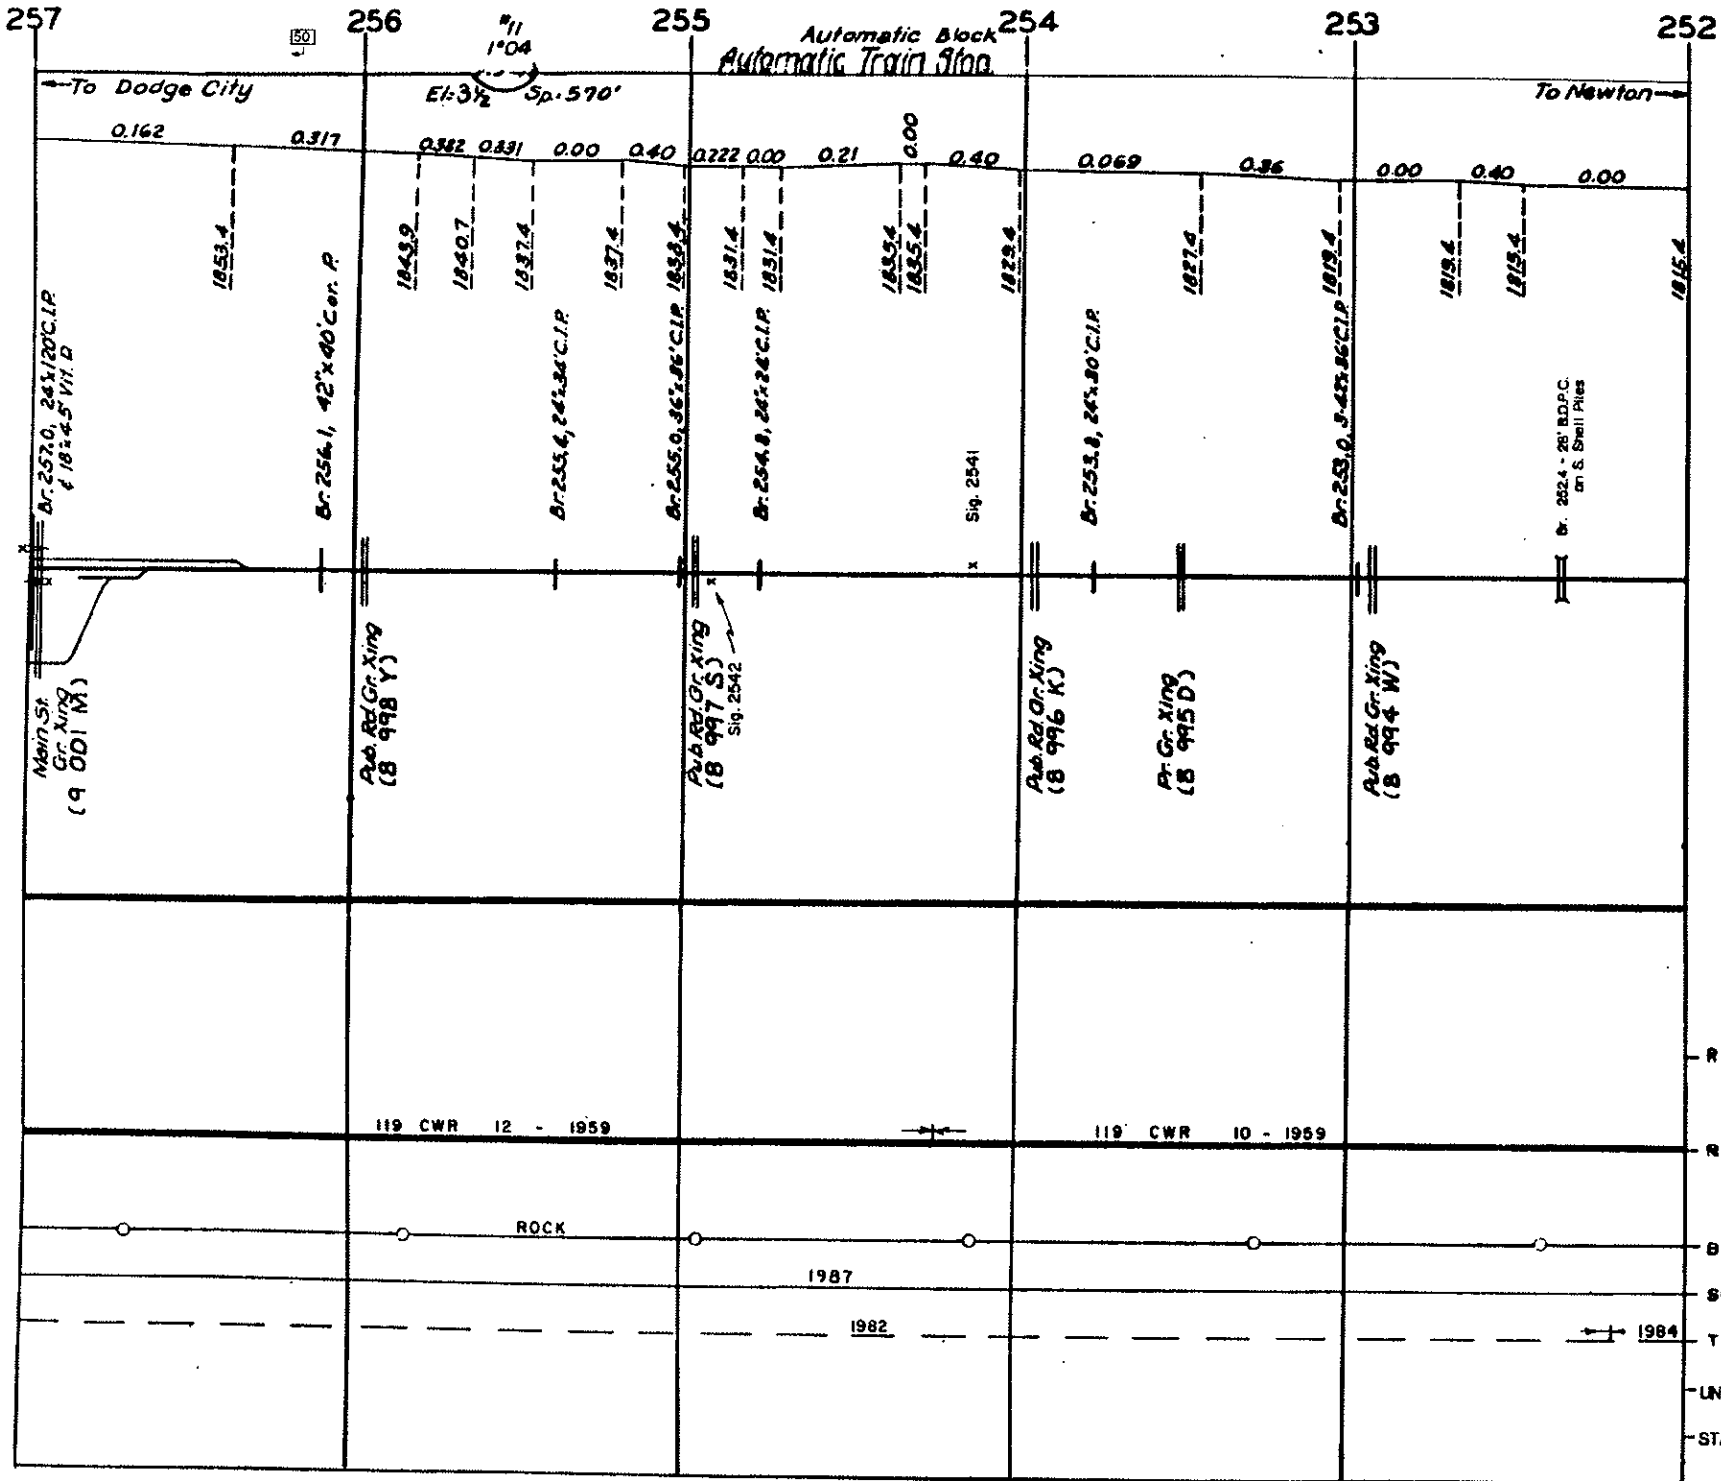 257 256 255 254 253 252
50
#11
1°04
Automatic Block
Automatic Train Stop
←To Dodge City
El=3½ Sp.=570'
To Newton→
0.162 0.317 0.382 0.331 0.00 0.40 0.222 0.00 0.21 0.00 0.40 0.069 0.36 0.00 0.40 0.00
1853.4
1843.9
1840.7
1837.4
1837.4
1831.4
1831.4
1835.4
1835.4
1829.4
1827.4
1819.4
1819.4
1815.4
1815.4
Br. 257.0, 24"x120' C.I.P.
Br. 256.1, 42"x40' Cor. P.
Br. 255.4, 24"x34' C.I.P.
Br. 255.0, 36"x36' C.I.P.
Br. 254.8, 24"x24' C.I.P.
Sig. 2541
Br. 253.8, 24"x30' C.I.P.
Br. 253.0, 3-42"x36' C.I.P.
Br. 252.4 - 28' B.D.P.C.
on S. Shell Piles
Main St.
Gr. Xing
(9 001 M)
Pub. Rd. Gr. Xing
(8 998 Y)
Pub. Rd. Gr. Xing
(8 997 S)
Sig. 2542
Pub. Rd. Gr. Xing
(8 996 K)
Pr. Gr. Xing
(8 995 D)
Pub. Rd. Gr. Xing
(8 994 W)
R
119 CWR 12 - 1959
119 CWR 10 - 1959
R
ROCK
B
1987
S
1982
1984
T
UN
ST